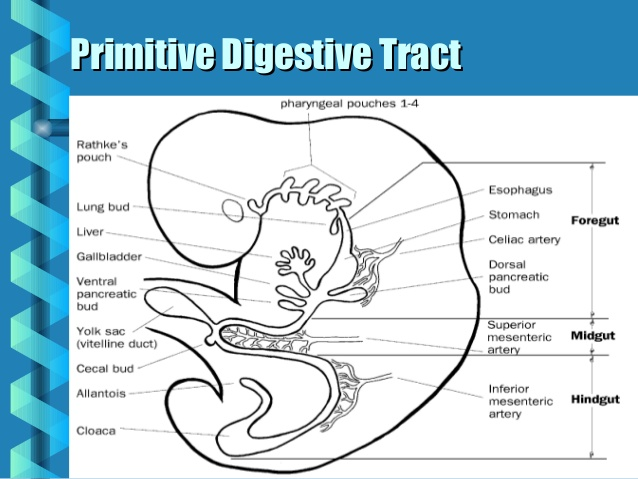 Primitive Digestive Tract
pharyngeal pouches 1-4
Rathke's
pouch
Lung bud
Liver
Gallbladder
Ventral
pancreatic
bud
Yolk sac
(vitelline duct)
Cecal bud
Allantois
Cloaca
Esophagus
Stomach
Celiac artery
Dorsal
pancreatic
bud
Superior
mesenteric
artery
Inferior
mesenteric
artery
Foregut
Midgut
Hindgut